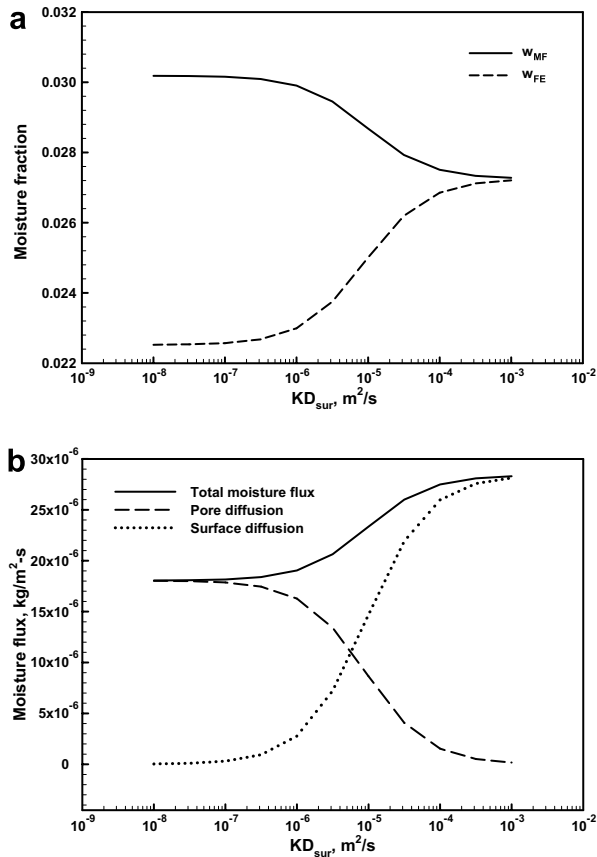 a
0.032
0.030
0.028
0.026
0.024
0.022
Moisture fraction
w_MF
w_FE
10^-9 10^-8 10^-7 10^-6 10^-5 10^-4 10^-3 10^-2
KD_sur, m^2/s
b
30x10^-6
25x10^-6
20x10^-6
15x10^-6
10x10^-6
5x10^-6
0
Moisture flux, kg/m^2-s
Total moisture flux
Pore diffusion
Surface diffusion
10^-9 10^-8 10^-7 10^-6 10^-5 10^-4 10^-3 10^-2
KD_sur, m^2/s